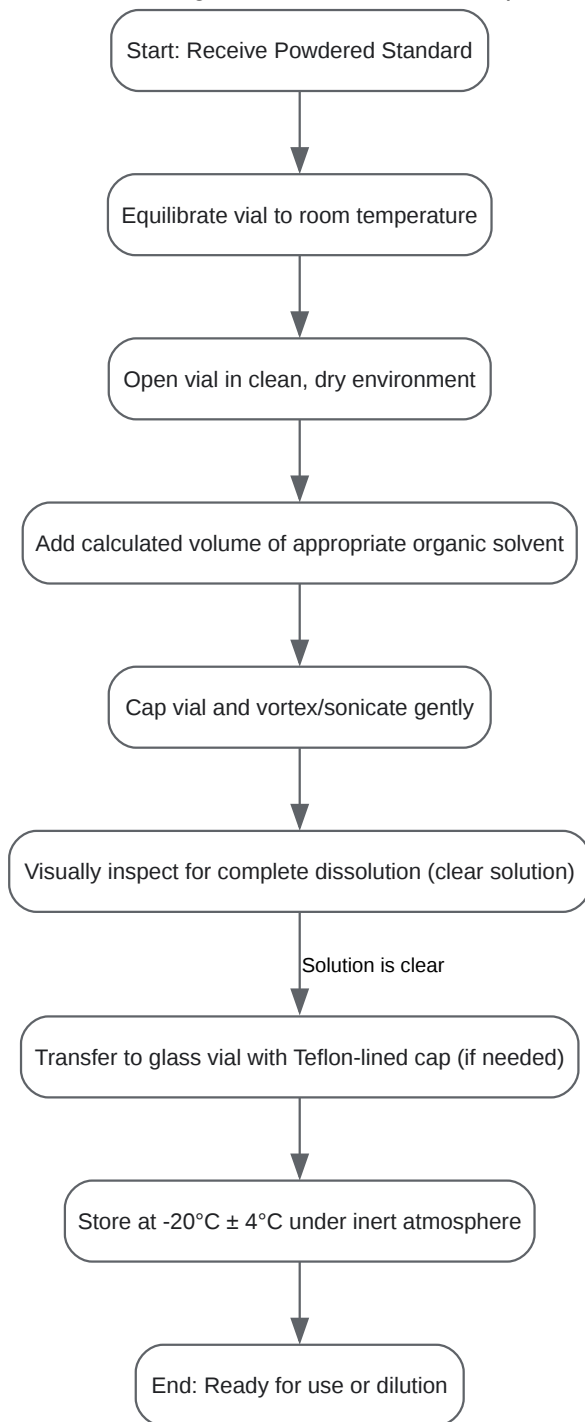 Start: Receive Powdered Standard
Equilibrate vial to room temperature
Open vial in clean, dry environment
Add calculated volume of appropriate organic solvent
Cap vial and vortex/sonicate gently
Visually inspect for complete dissolution (clear solution)
Solution is clear
Transfer to glass vial with Teflon-lined cap (if needed)
Store at -20°C ± 4°C under inert atmosphere
End: Ready for use or dilution